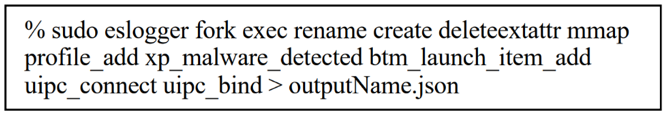 % sudo eslogger fork exec rename create deleteextattr mmap
profile_add xp_malware_detected btm_launch_item_add
uipc_connect uipc_bind > outputName.json